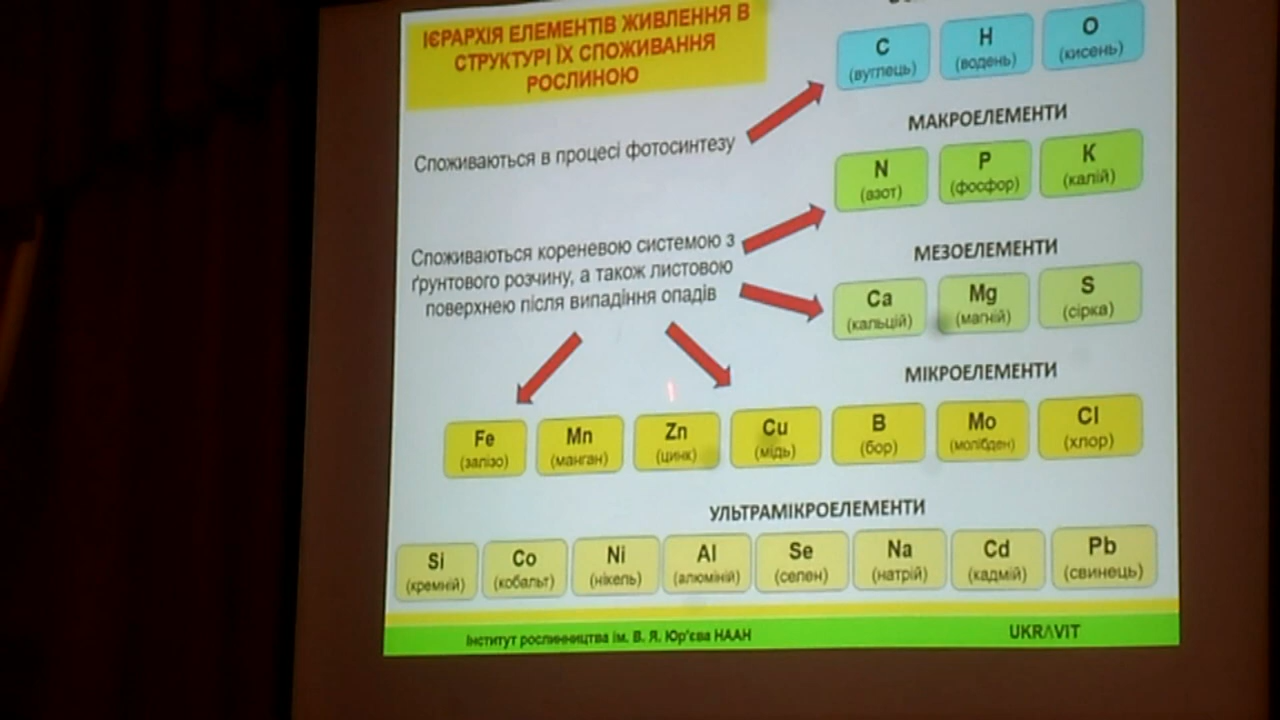 ІЄРАРХІЯ ЕЛЕМЕНТІВ ЖИВЛЕННЯ В
СТРУКТУРІ ЇХ СПОЖИВАННЯ
РОСЛИНОЮ
C
(вуглець)
H
(водень)
O
(кисень)
Споживаються в процесі фотосинтезу
МАКРОЕЛЕМЕНТИ
N
(азот)
P
(фосфор)
K
(калій)
Споживаються кореневою системою з
ґрунтового розчину, а також листовою
поверхнею після випадіння опадів
МЕЗОЕЛЕМЕНТИ
Ca
(кальцій)
Mg
(магній)
S
(сірка)
МІКРОЕЛЕМЕНТИ
Fe
(залізо)
Mn
(манган)
Zn
(цинк)
Cu
(мідь)
B
(бор)
Mo
(молібден)
Cl
(хлор)
УЛЬТРАМІКРОЕЛЕМЕНТИ
Si
(кремній)
Co
(кобальт)
Ni
(нікель)
Al
(алюміній)
Se
(селен)
Na
(натрій)
Cd
(кадмій)
Pb
(свинець)
Інститут рослинництва ім. В. Я. Юр'єва НААН
UKRAVIT